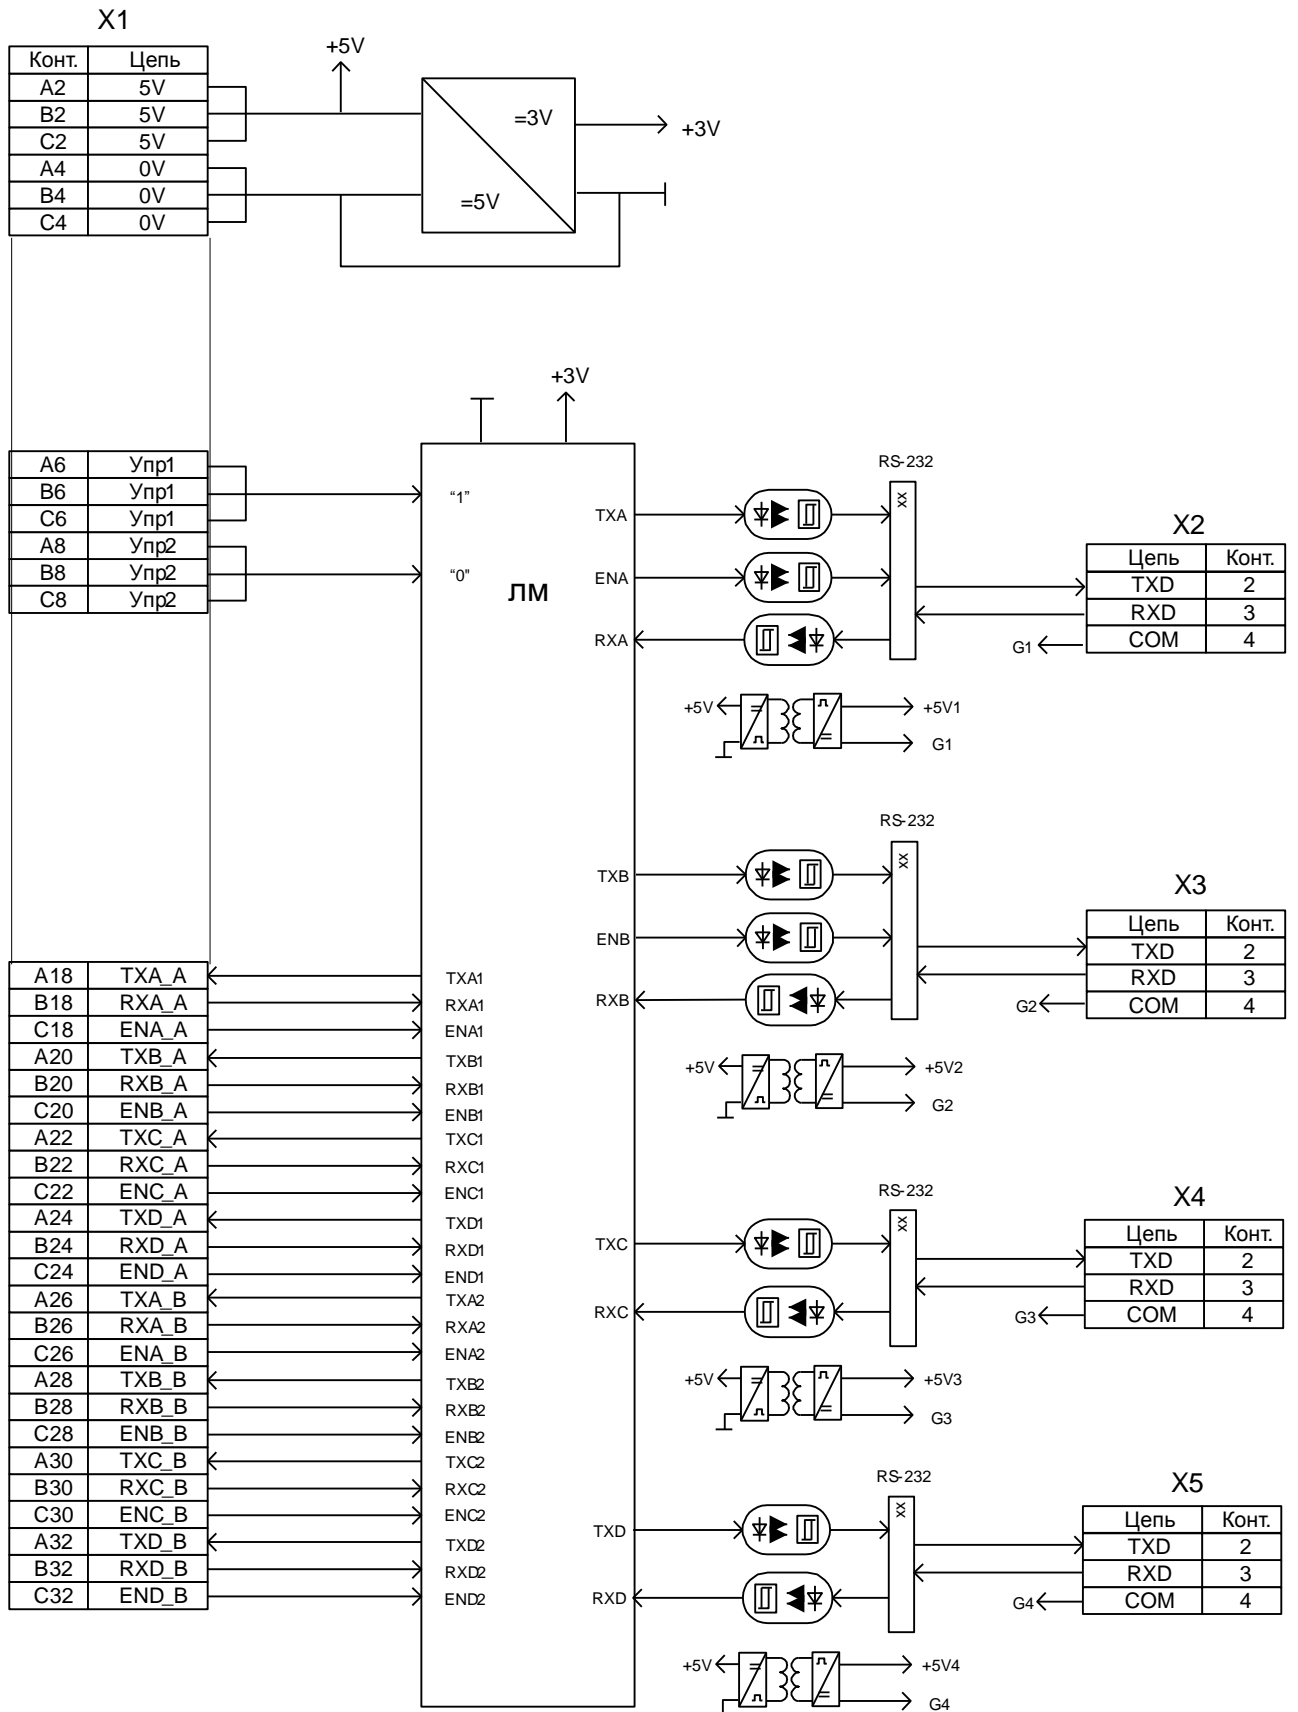 X1
Конт. Цепь
A2 5V
B2 5V
C2 5V
A4 0V
B4 0V
C4 0V
+5V
=3V
=5V
+3V
A6 Упр1
B6 Упр1
C6 Упр1
A8 Упр2
B8 Упр2
C8 Упр2
+3V
“1”
“0”
ЛМ
TXA
ENA
RXA
RS-232
XX
X2
Цепь Конт.
TXD 2
RXD 3
COM 4
G1
+5V
+5V1
G1
TXB
ENB
RXB
RS-232
XX
X3
Цепь Конт.
TXD 2
RXD 3
COM 4
G2
+5V
+5V2
G2
A18 TXA_A TXA1
B18 RXA_A RXA1
C18 ENA_A ENA1
A20 TXB_A TXB1
B20 RXB_A RXB1
C20 ENB_A ENB1
A22 TXC_A TXC1
B22 RXC_A RXC1
C22 ENC_A ENC1
A24 TXD_A TXD1
B24 RXD_A RXD1
C24 END_A END1
A26 TXA_B TXA2
B26 RXA_B RXA2
C26 ENA_B ENA2
A28 TXB_B TXB2
B28 RXB_B RXB2
C28 ENB_B ENB2
A30 TXC_B TXC2
B30 RXC_B RXC2
C30 ENC_B ENC2
A32 TXD_B TXD2
B32 RXD_B RXD2
C32 END_B END2
TXC
RXC
RS-232
XX
X4
Цепь Конт.
TXD 2
RXD 3
COM 4
G3
+5V
+5V3
G3
TXD
RXD
RS-232
XX
X5
Цепь Конт.
TXD 2
RXD 3
COM 4
G4
+5V
+5V4
G4